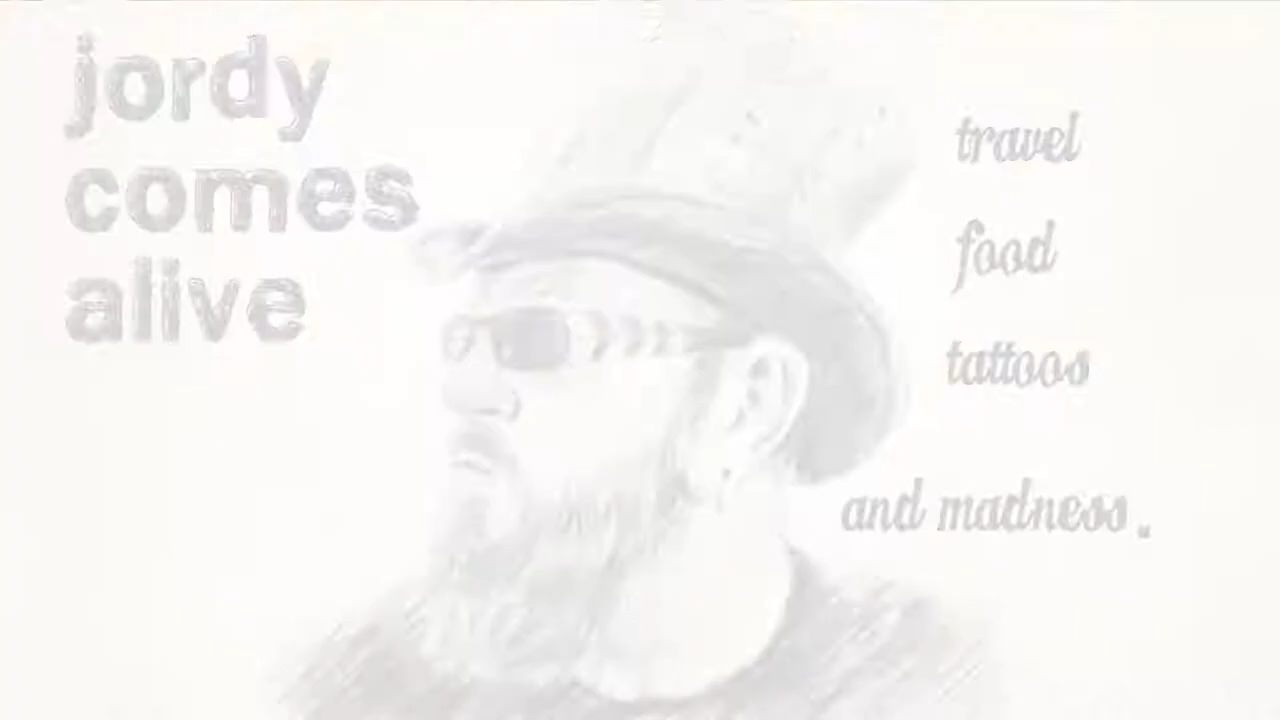 jordy
comes
alive
travel
food
tattoos
and madness.